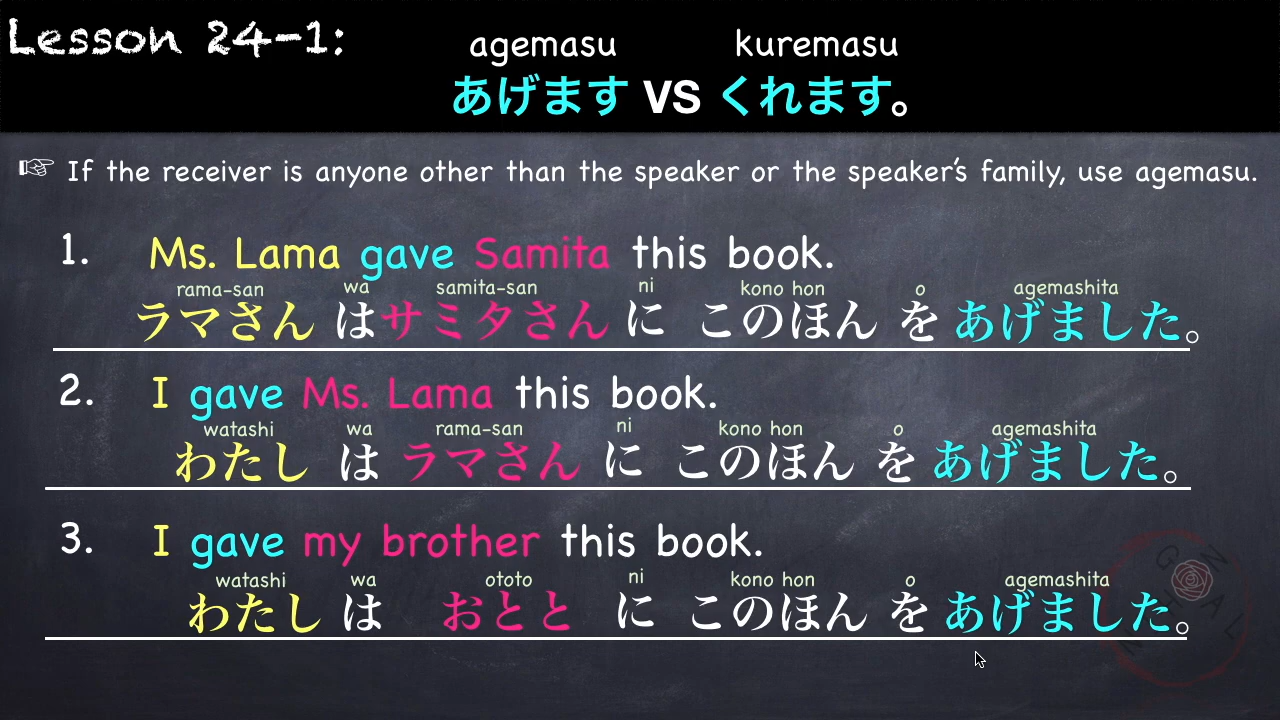 Lesson 24-1:
agemasu kuremasu
あげます VS くれます。
☞ If the receiver is anyone other than the speaker or the speaker's family, use agemasu.
1. Ms. Lama gave Samita this book.
rama-san wa samita-san ni kono hon o agemashita
ラマさん はサミタさん に このほん を あげました。
2. I gave Ms. Lama this book.
watashi wa rama-san ni kono hon o agemashita
わたし は ラマさん に このほん を あげました。
3. I gave my brother this book.
watashi wa ototo ni kono hon o agemashita
わたし は おとと に このほん を あげました。